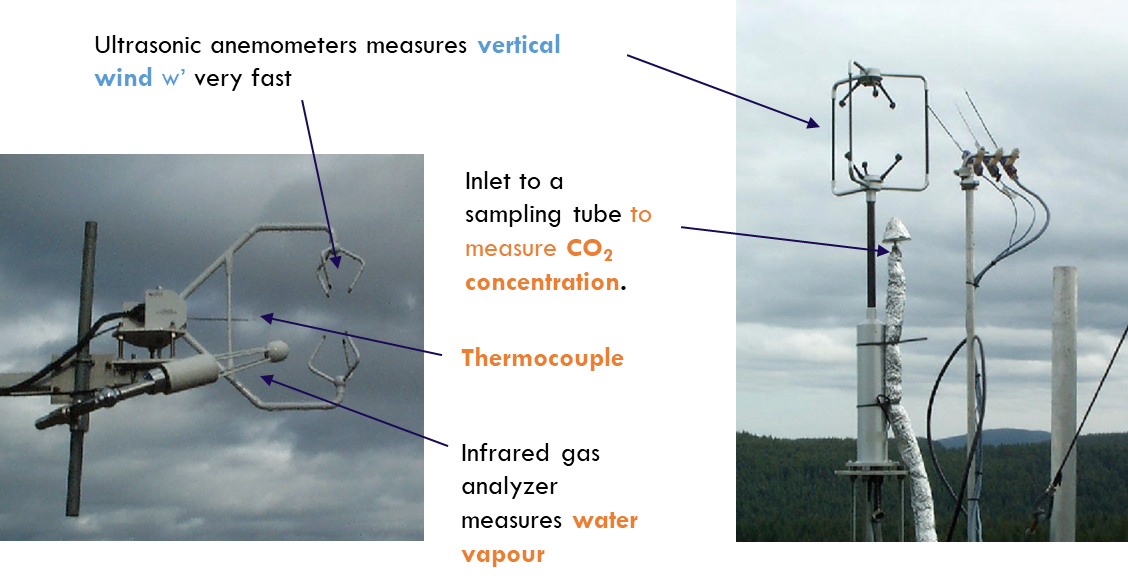 Ultrasonic anemometers measures vertical
wind w’ very fast
Inlet to a
sampling tube to
measure CO₂
concentration.
Thermocouple
Infrared gas
analyzer
measures water
vapour